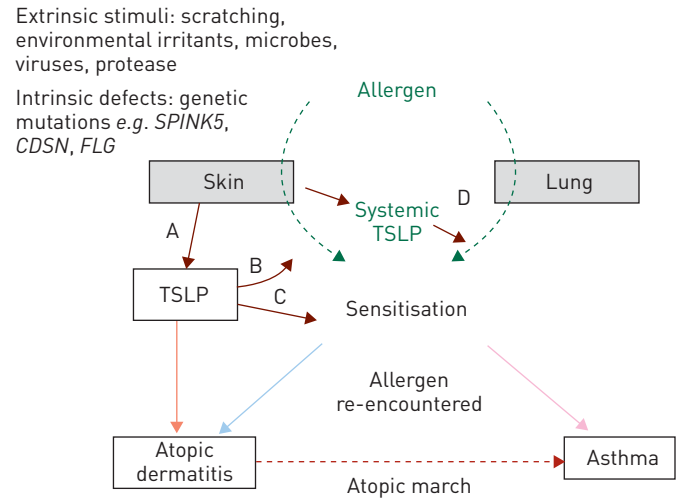 Extrinsic stimuli: scratching,
environmental irritants, microbes,
viruses, protease
Intrinsic defects: genetic
mutations e.g. SPINK5,
CDSN, FLG
Allergen
Skin
Lung
Systemic
TSLP
D
A
B
C
TSLP
Sensitisation
Allergen
re-encountered
Atopic
dermatitis
Asthma
Atopic march